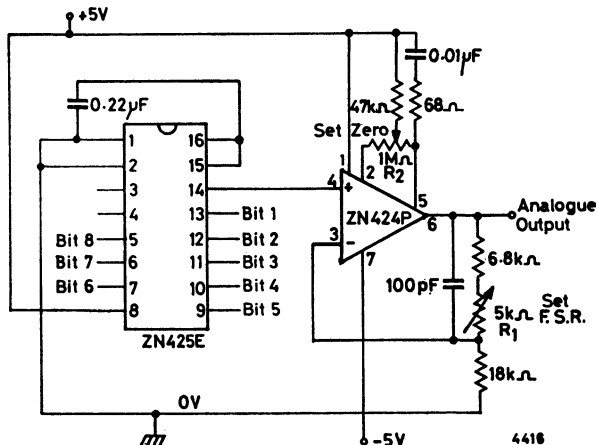 +5V
0.01µF
0.22µF
47kΩ
68Ω
Set Zero
1MΩ
R2
1
2
3
4
5
6
7
8
16
15
14
13
12
11
10
9
Bit 8
Bit 7
Bit 6
Bit 1
Bit 2
Bit 3
Bit 4
Bit 5
ZN425E
1
2
4
+
5
ZN424P
3
−
6
7
Analogue
Output
6.8kΩ
100pF
5kΩ
R1
Set
F.S.R.
18kΩ
0V
-5V
4416